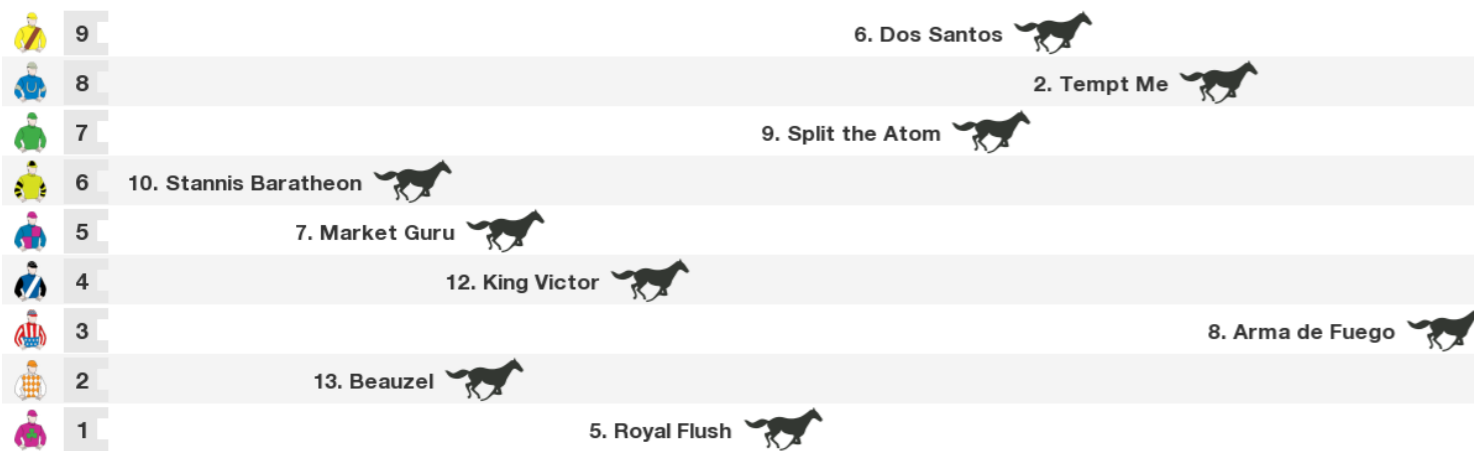 9 6. Dos Santos
8 2. Tempt Me
7 9. Split the Atom
6 10. Stannis Baratheon
5 7. Market Guru
4 12. King Victor
3 8. Arma de Fuego
2 13. Beauzel
1 5. Royal Flush